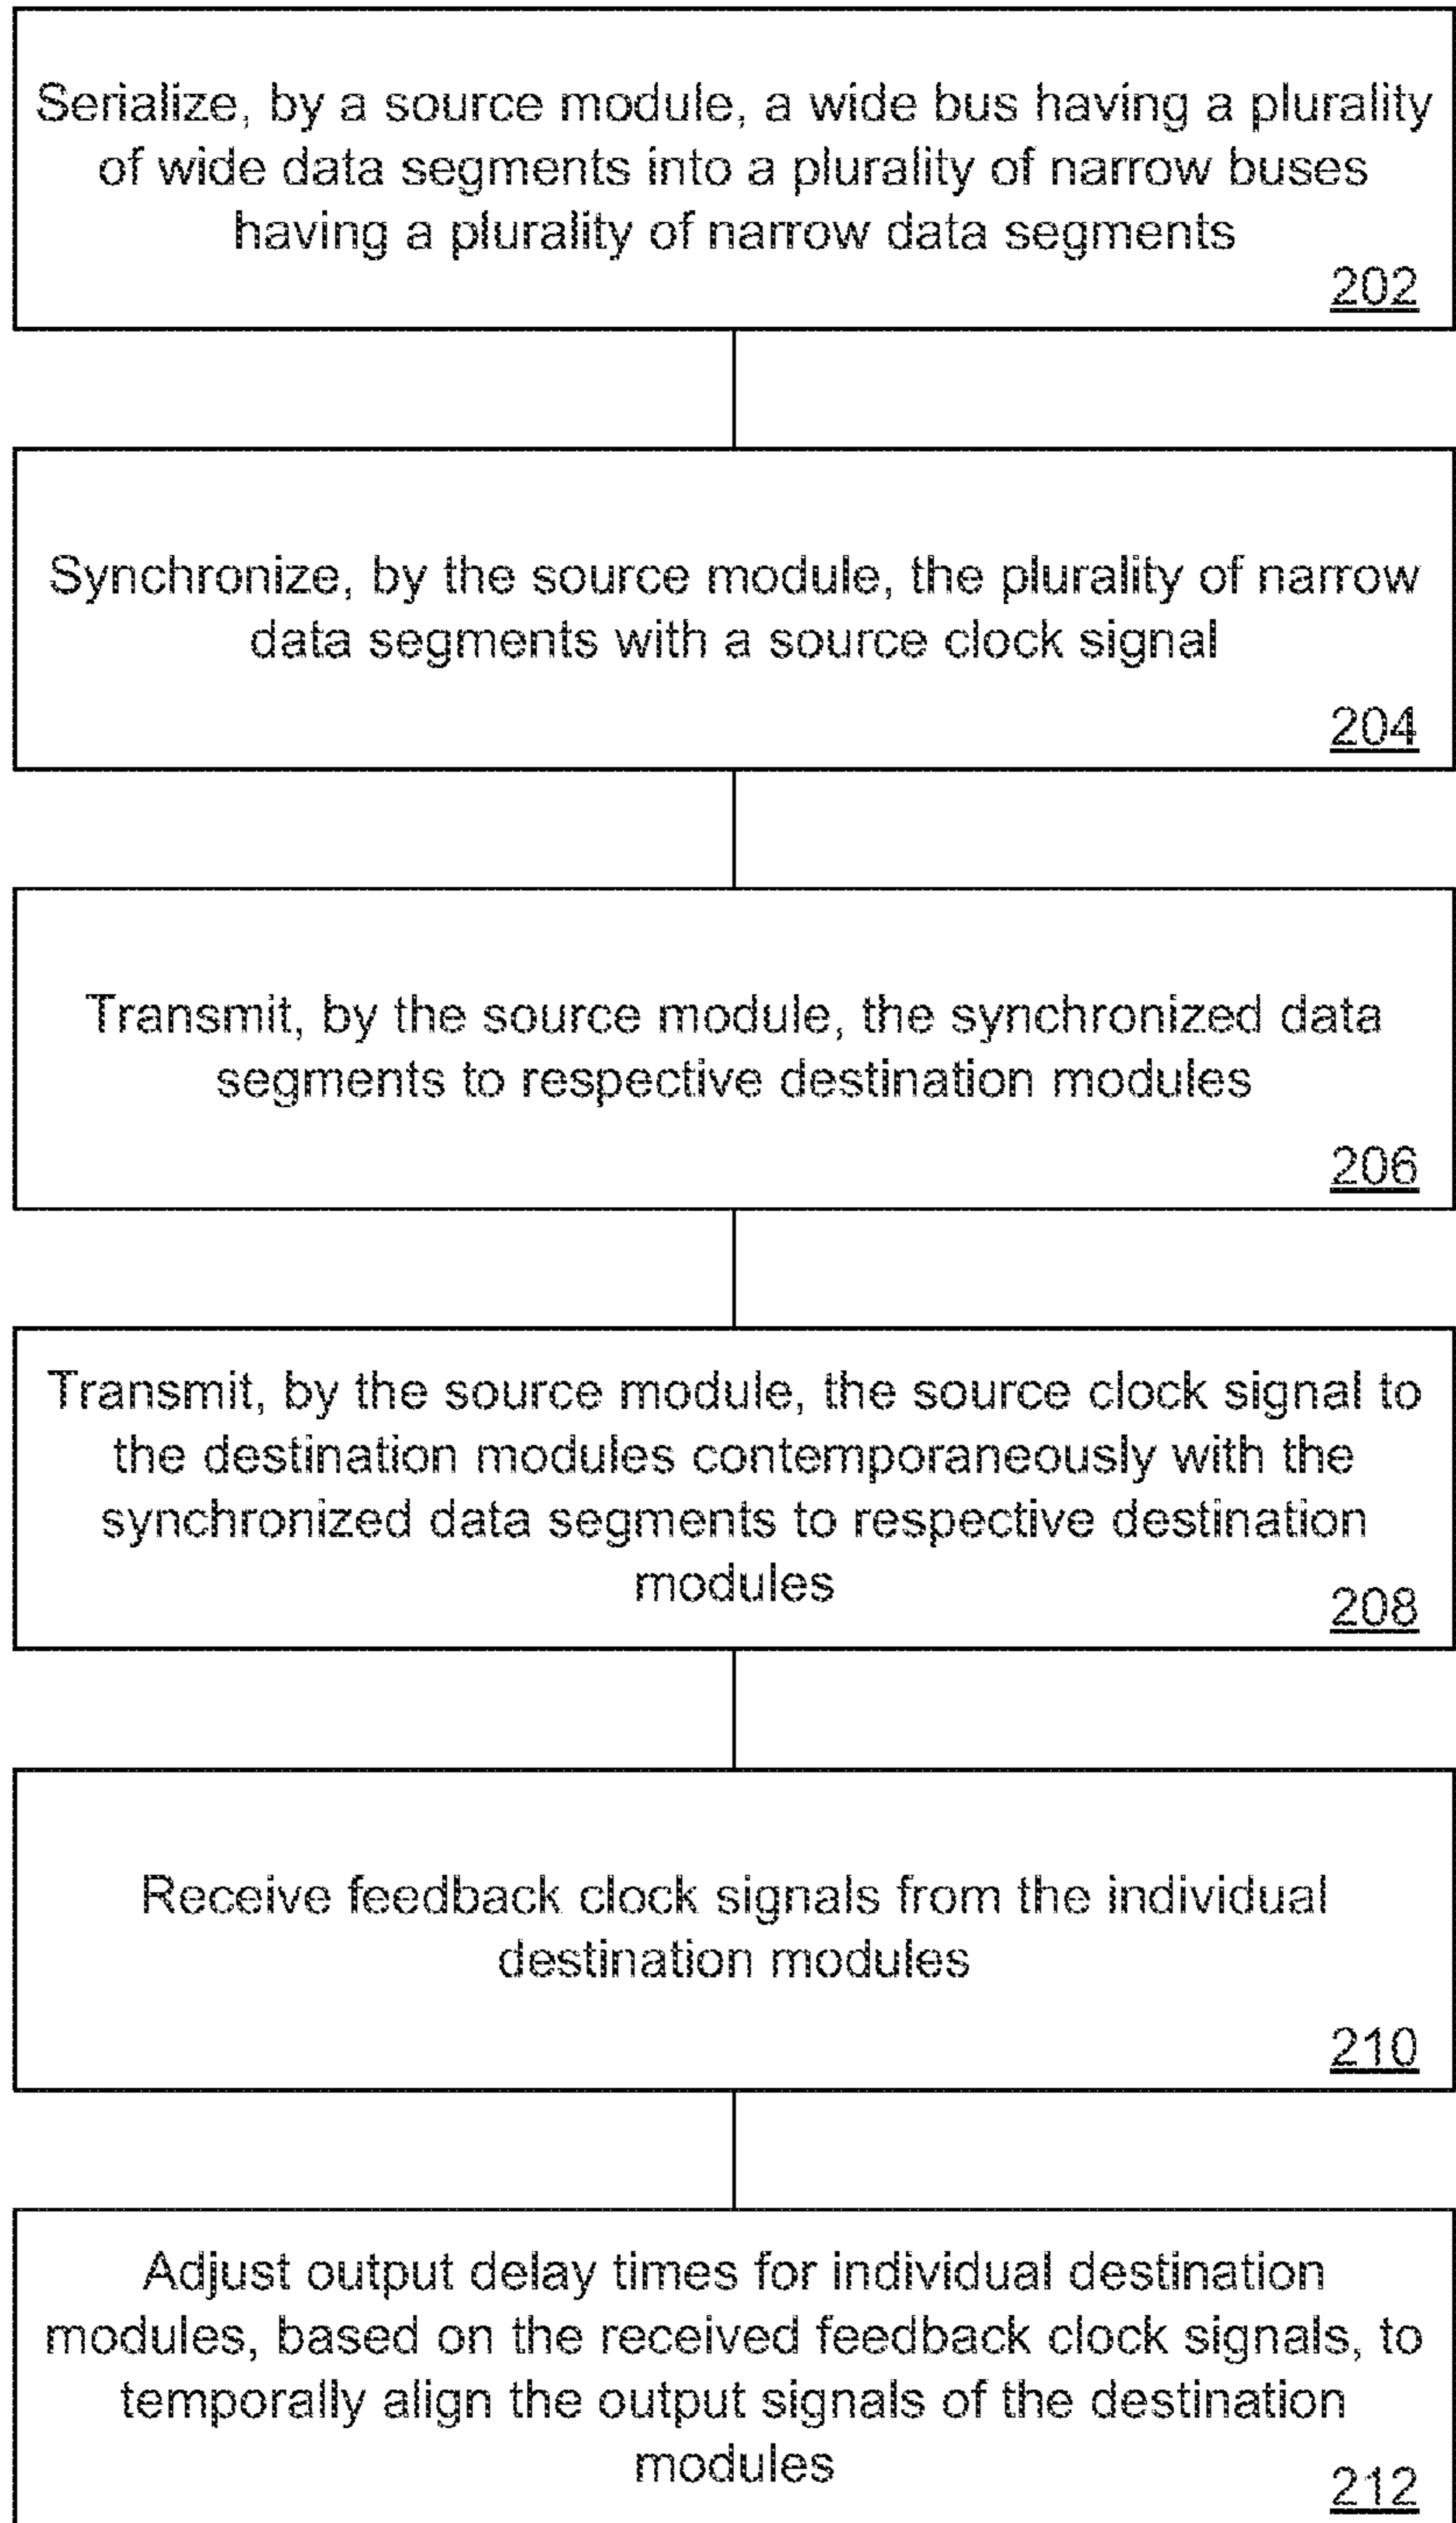 Serialize, by a source module, a wide bus having a plurality
of wide data segments into a plurality of narrow buses
having a plurality of narrow data segments
202
Synchronize, by the source module, the plurality of narrow
data segments with a source clock signal
204
Transmit, by the source module, the synchronized data
segments to respective destination modules
206
Transmit, by the source module, the source clock signal to
the destination modules contemporaneously with the
synchronized data segments to respective destination
modules
208
Receive feedback clock signals from the individual
destination modules
210
Adjust output delay times for individual destination
modules, based on the received feedback clock signals, to
temporally align the output signals of the destination
modules
212